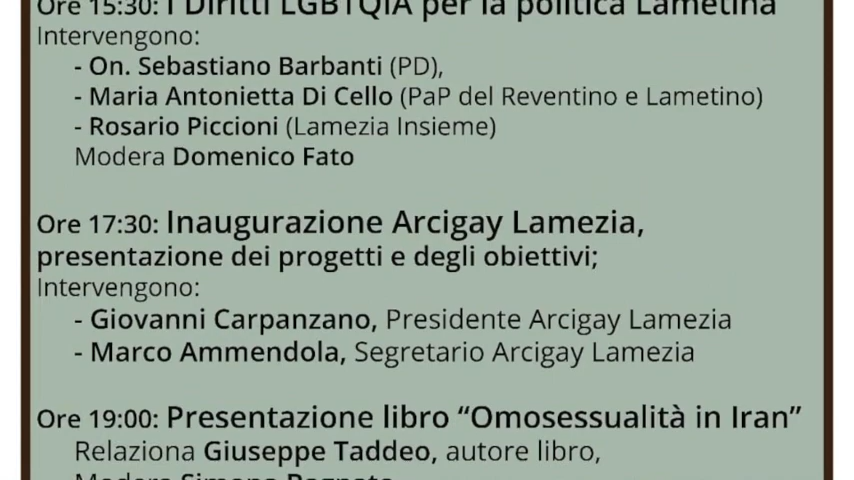 Ore 15:30: I Diritti LGBTQIA per la politica Lametina
Intervengono:
- On. Sebastiano Barbanti (PD),
- Maria Antonietta Di Cello (PaP del Reventino e Lametino)
- Rosario Piccioni (Lamezia Insieme)
Modera Domenico Fato
Ore 17:30: Inaugurazione Arcigay Lamezia,
presentazione dei progetti e degli obiettivi;
Intervengono:
- Giovanni Carpanzano, Presidente Arcigay Lamezia
- Marco Ammendola, Segretario Arcigay Lamezia
Ore 19:00: Presentazione libro “Omosessualità in Iran”
Relaziona Giuseppe Taddeo, autore libro,
Modera Simona